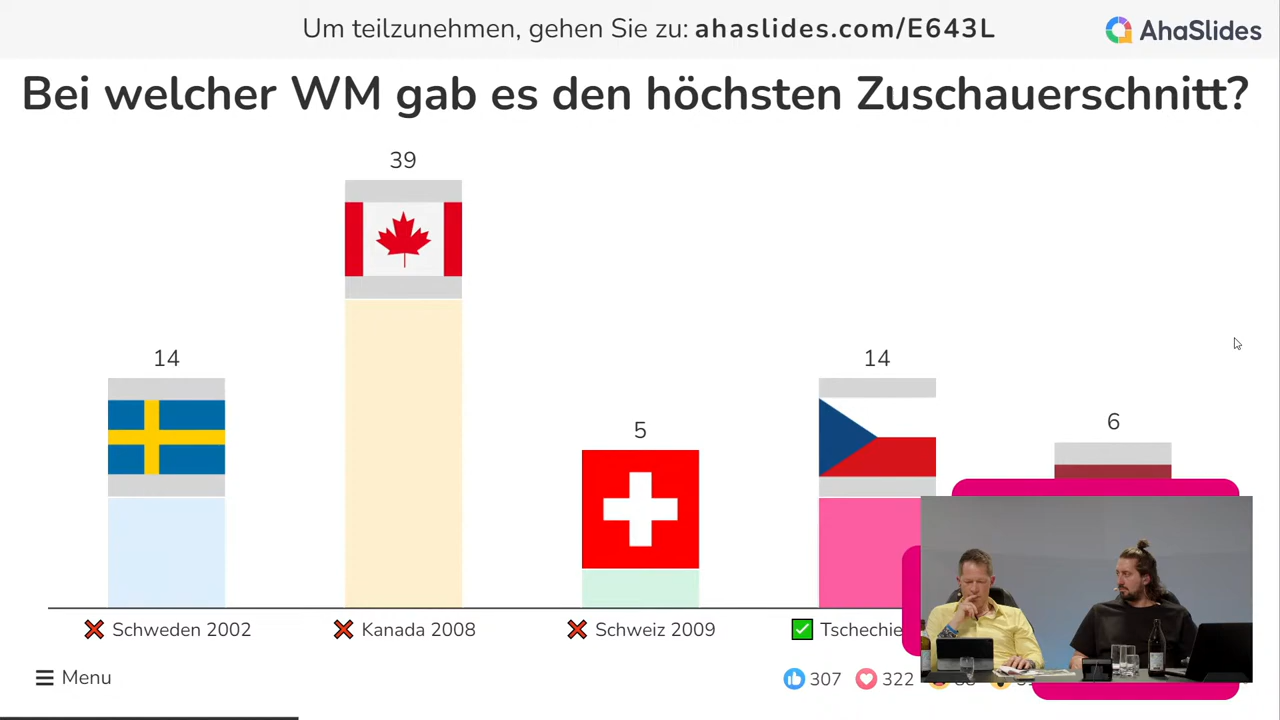 Um teilzunehmen, gehen Sie zu: ahaslides.com/E643L
AhaSlides
Bei welcher WM gab es den höchsten Zuschauerschnitt?
39
14
14
6
5
Schweden 2002
Kanada 2008
Schweiz 2009
Tschechie
Menu
307
322